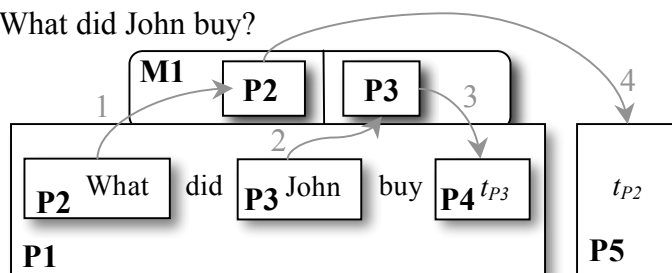 What did John buy?
M1 P2 P3
1 2 3 4
P2 What did P3 John buy P4 tP3 tP2
P1 P5